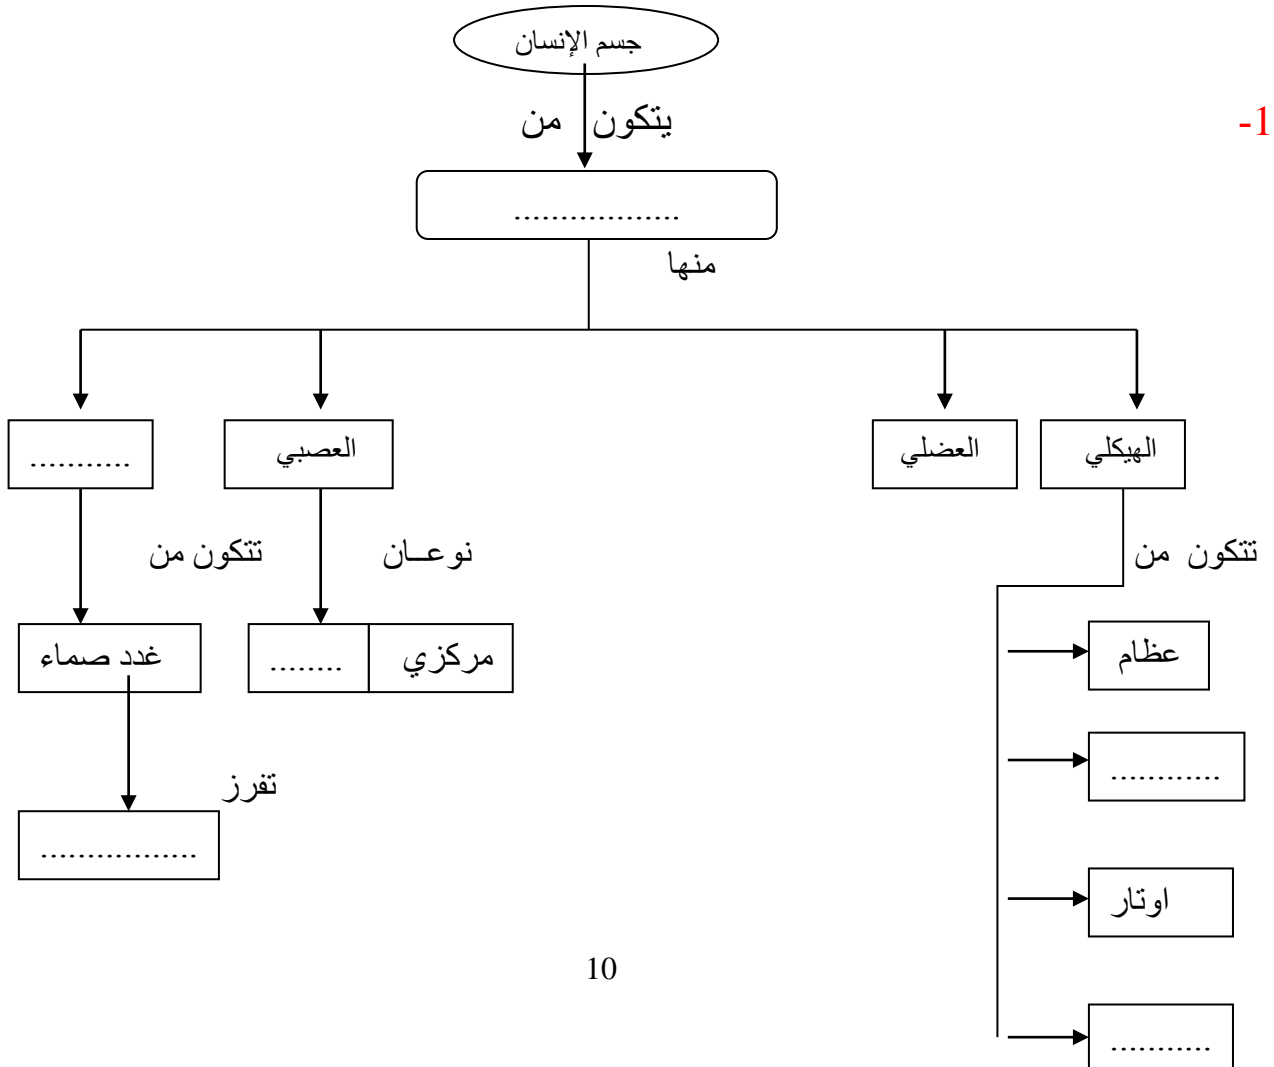 جسم الإنسان
-1
يتكون من
..................
منها
الهيكلي
العضلي
العصبي
...........
تتكون من
نوعــان
تتكون من
عظام
مركزي
........
غدد صماء
............
تفرز
.................
اوتار
10
...........